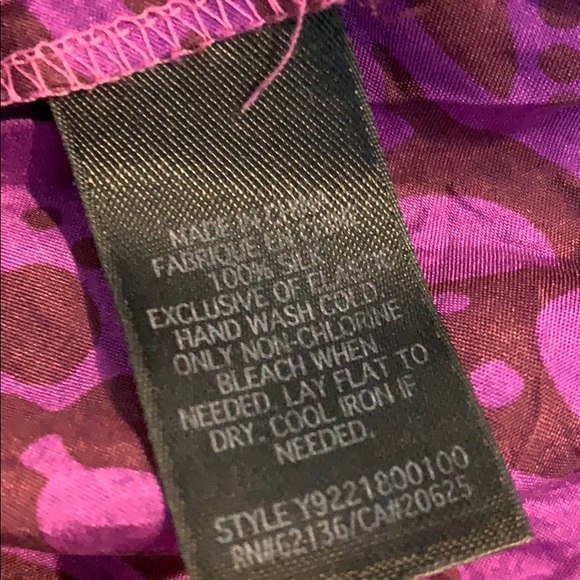 MADE IN CHINA
FABRIQUE EN CHINE
100% SILK
EXCLUSIVE OF ELASTIC
HAND WASH COLD.
ONLY NON-CHLORINE
BLEACH WHEN
NEEDED. LAY FLAT TO
DRY. COOL IRON IF
NEEDED.
STYLE Y9221800100
RN#62136/CA#20625